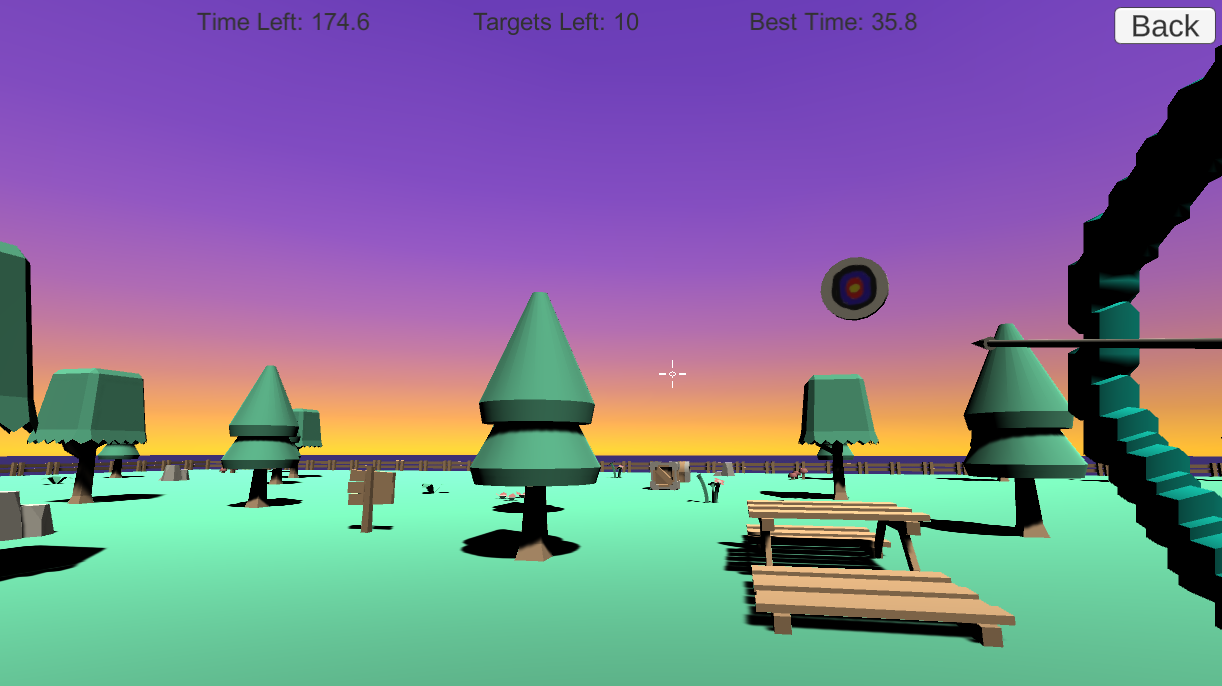 Time Left: 174.6
Targets Left: 10
Best Time: 35.8
Back